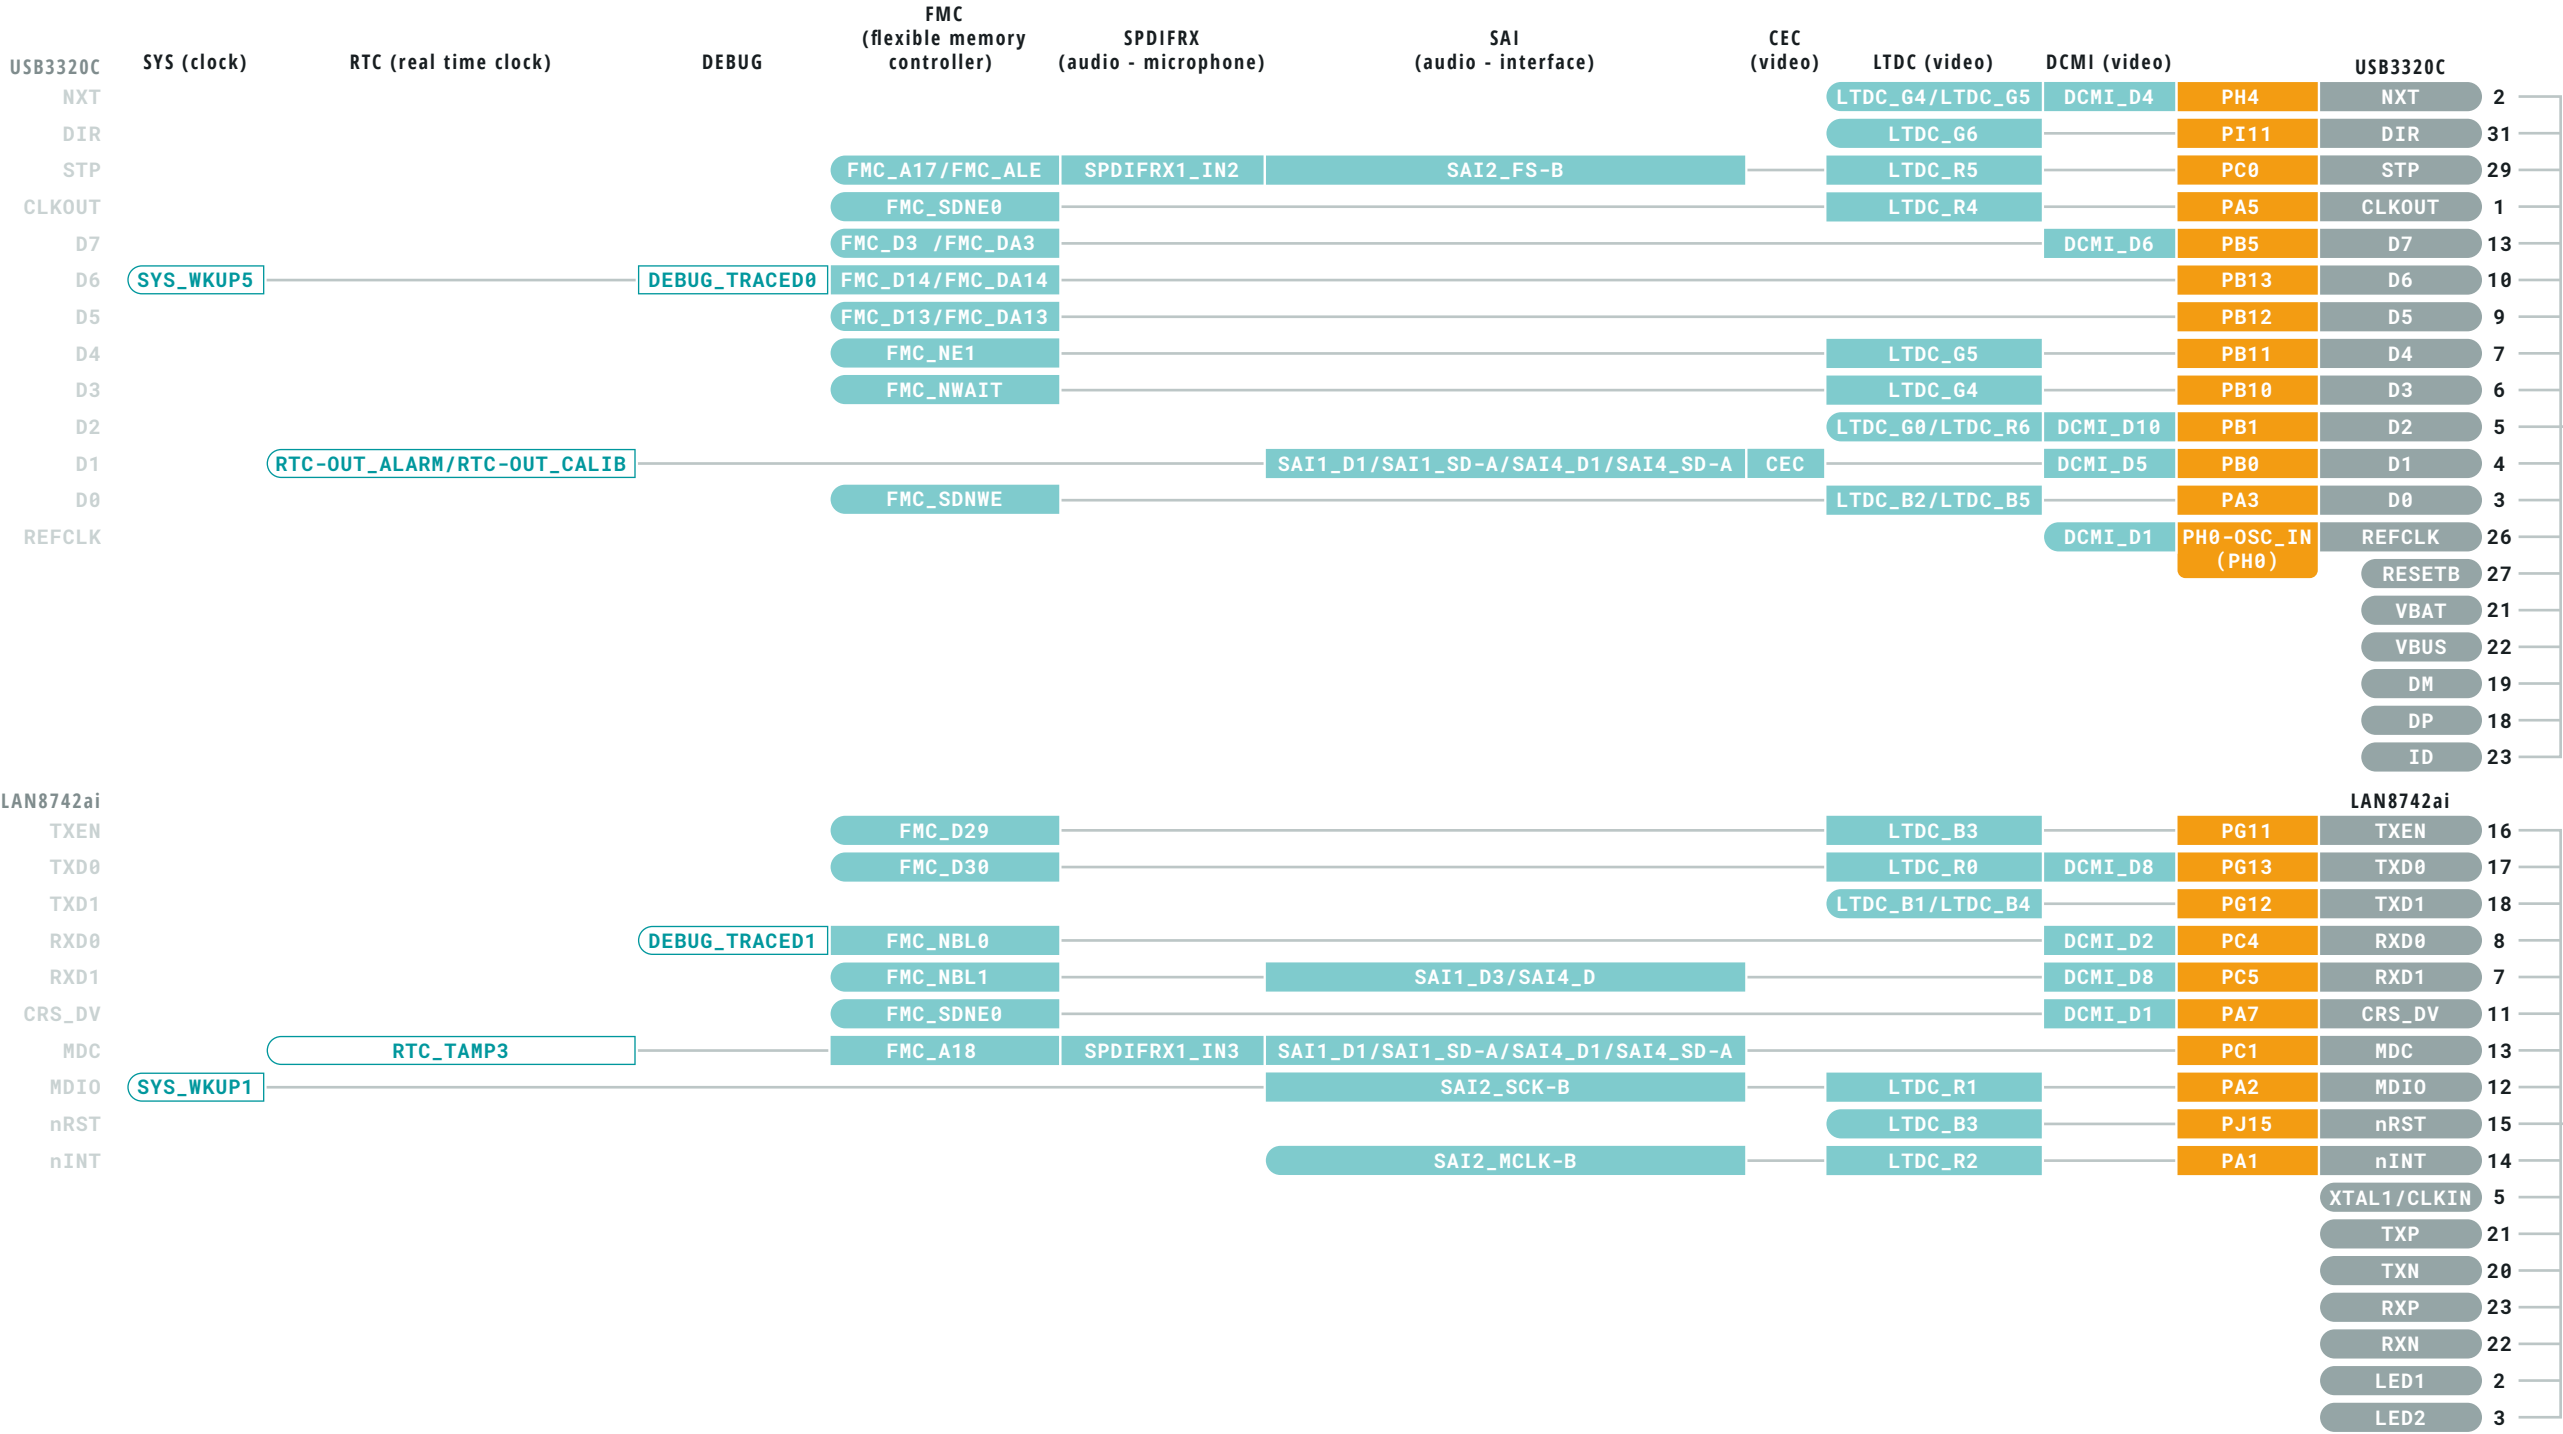 FMC
(flexible memory
controller)
SPDIFRX
(audio - microphone)
SAI
(audio - interface)
CEC
(video)
USB3320C SYS (clock) RTC (real time clock) DEBUG LTDC (video) DCMI (video) USB3320C
NXT LTDC_G4/LTDC_G5 DCMI_D4 PH4 NXT 2
DIR LTDC_G6 PI11 DIR 31
STP FMC_A17/FMC_ALE SPDIFRX1_IN2 SAI2_FS-B LTDC_R5 PC0 STP 29
CLKOUT FMC_SDNE0 LTDC_R4 PA5 CLKOUT 1
D7 FMC_D3 /FMC_DA3 DCMI_D6 PB5 D7 13
D6 SYS_WKUP5 DEBUG_TRACED0 FMC_D14/FMC_DA14 PB13 D6 10
D5 FMC_D13/FMC_DA13 PB12 D5 9
D4 FMC_NE1 LTDC_G5 PB11 D4 7
D3 FMC_NWAIT LTDC_G4 PB10 D3 6
D2 LTDC_G0/LTDC_R6 DCMI_D10 PB1 D2 5
D1 RTC-OUT_ALARM/RTC-OUT_CALIB SAI1_D1/SAI1_SD-A/SAI4_D1/SAI4_SD-A CEC DCMI_D5 PB0 D1 4
D0 FMC_SDNWE LTDC_B2/LTDC_B5 PA3 D0 3
REFCLK DCMI_D1 PH0-OSC_IN REFCLK 26
(PH0)
RESETB 27
VBAT 21
VBUS 22
DM 19
DP 18
ID 23
LAN8742ai LAN8742ai
TXEN FMC_D29 LTDC_B3 PG11 TXEN 16
TXD0 FMC_D30 LTDC_R0 DCMI_D8 PG13 TXD0 17
TXD1 LTDC_B1/LTDC_B4 PG12 TXD1 18
RXD0 DEBUG_TRACED1 FMC_NBL0 DCMI_D2 PC4 RXD0 8
RXD1 FMC_NBL1 SAI1_D3/SAI4_D DCMI_D8 PC5 RXD1 7
CRS_DV FMC_SDNE0 DCMI_D1 PA7 CRS_DV 11
MDC RTC_TAMP3 FMC_A18 SPDIFRX1_IN3 SAI1_D1/SAI1_SD-A/SAI4_D1/SAI4_SD-A PC1 MDC 13
MDIO SYS_WKUP1 SAI2_SCK-B LTDC_R1 PA2 MDIO 12
nRST LTDC_B3 PJ15 nRST 15
nINT SAI2_MCLK-B LTDC_R2 PA1 nINT 14
XTAL1/CLKIN 5
TXP 21
TXN 20
RXP 23
RXN 22
LED1 2
LED2 3